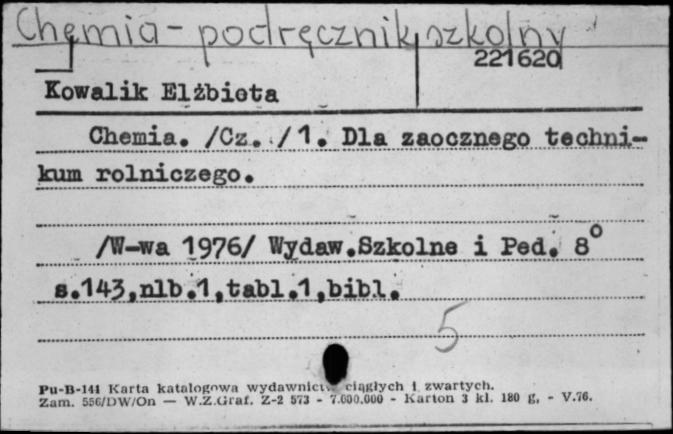 Chemia - podręcznik szkolny
221620
Kowalik Elżbieta
Chemia. /Cz. /1. Dla zaocznego techni-
kum rolniczego.
/W-wa 1976/ Wydaw.Szkolne i Ped. 8°
s.143,nlb.1,tabl.1,bibl.
5
Pu-B-141 Karta katalogowa wydawnictw ciągłych i zwartych.
Zam. 556/DW/On — W.Z.Graf. Z-2 573 - 7.000.000 - Karton 3 kl. 180 g, - V.76.